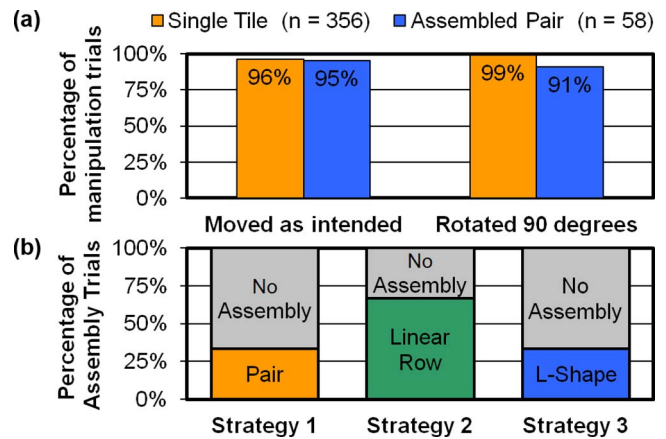 (a)
Single Tile (n = 356) Assembled Pair (n = 58)
Percentage of
manipulation trials
100%
75%
50%
25%
0%
96%
95%
99%
91%
Moved as intended Rotated 90 degrees
(b)
Percentage of
Assembly Trials
100%
75%
50%
25%
0%
No
Assembly
Pair
No
Assembly
Linear
Row
No
Assembly
L-Shape
Strategy 1 Strategy 2 Strategy 3